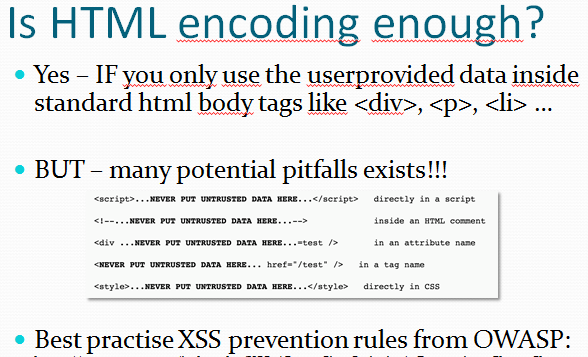 Is HTML encoding enough?
Yes – IF you only use the userprovided data inside
standard html body tags like <div>, <p>, <li> ...
BUT – many potential pitfalls exists!!!
<script>...NEVER PUT UNTRUSTED DATA HERE...</script> directly in a script
<!--...NEVER PUT UNTRUSTED DATA HERE...--> inside an HTML comment
<div ...NEVER PUT UNTRUSTED DATA HERE...=test /> in an attribute name
<NEVER PUT UNTRUSTED DATA HERE... href="/test" /> in a tag name
<style>...NEVER PUT UNTRUSTED DATA HERE...</style> directly in CSS
Best practise XSS prevention rules from OWASP: